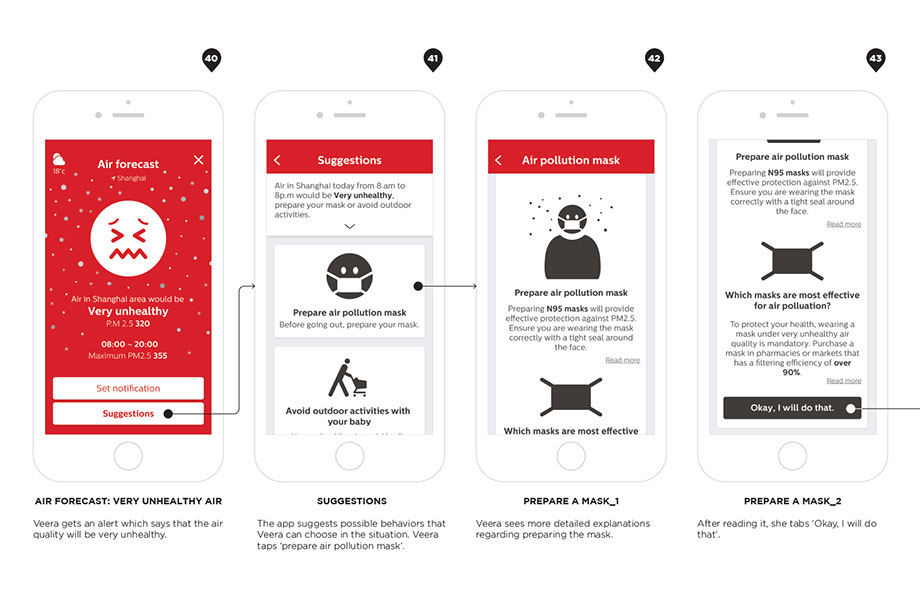 40
18°c
Air forecast
Shanghai
Air in Shanghai area would be
Very unhealthy
P.M 2.5 320
08:00 ~ 20:00
Maximum PM2.5 355
Set notification
Suggestions
AIR FORECAST: VERY UNHEALTHY AIR
Veera gets an alert which says that the air
quality will be very unhealthy.
41
Suggestions
Air in Shanghai today from 8.am to
8p.m would be Very unhealthy,
prepare your mask or avoid outdoor
activities.
Prepare air pollution mask
Before going out, prepare your mask.
Avoid outdoor activities with
your baby
SUGGESTIONS
The app suggests possible behaviors that
Veera can choose in the situation. Veera
taps ‘prepare air pollution mask’.
42
Air pollution mask
Prepare air pollution mask
Preparing N95 masks will provide
effective protection against PM2.5.
Ensure you are wearing the mask
correctly with a tight seal around
the face.
Read more
Which masks are most effective
PREPARE A MASK_1
Veera sees more detailed explanations
regarding preparing the mask.
43
Prepare air pollution mask
Preparing N95 masks will provide
effective protection against PM2.5.
Ensure you are wearing the mask
correctly with a tight seal around
the face.
Read more
Which masks are most effective
for air polluation?
To protect your health, wearing a
mask under very unhealthy air
quality is mandatory. Purchase a
mask in pharmacies or markets that
has a filtering efficiency of over
90%.
Read more
Okay, I will do that.
PREPARE A MASK_2
After reading it, she tabs ‘Okay, I will do
that’.